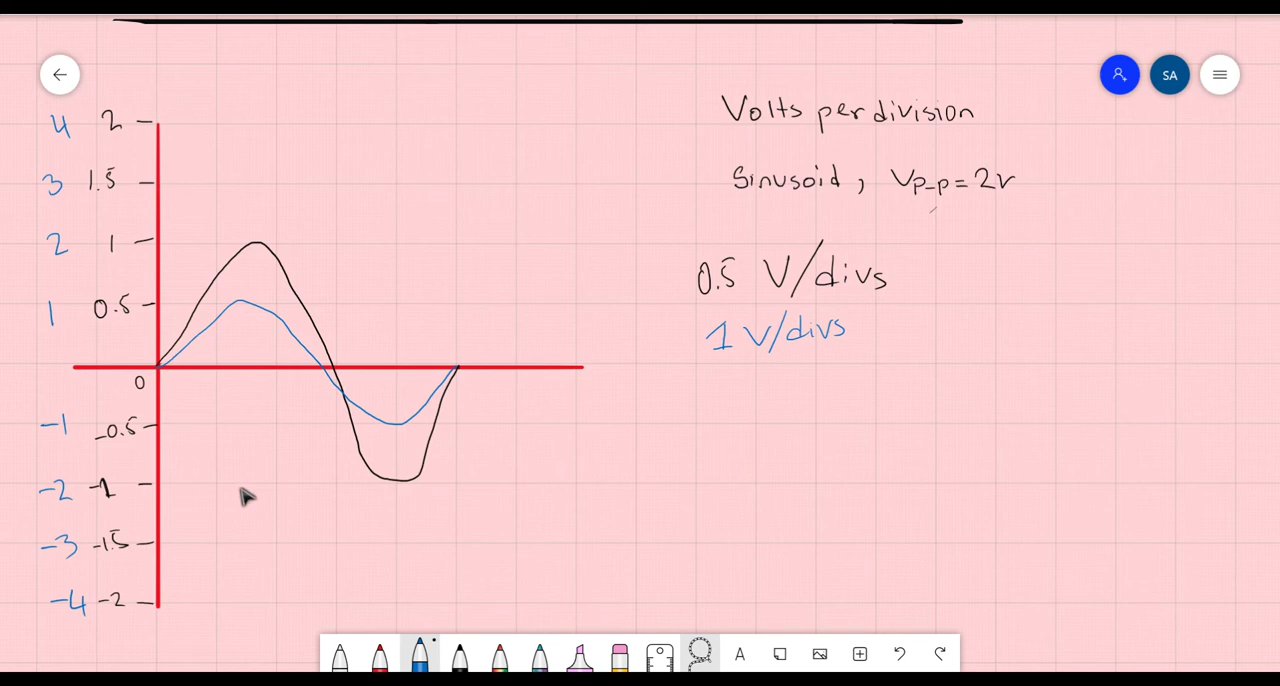 SA
Volts per division
4 2
3 1.5
Sinusoid, Vp-p=2v
2 1
0.5 V/divs
1 0.5
1 V/divs
0
-1 -0.5
-2 -1
-3 -1.5
-4 -2
A